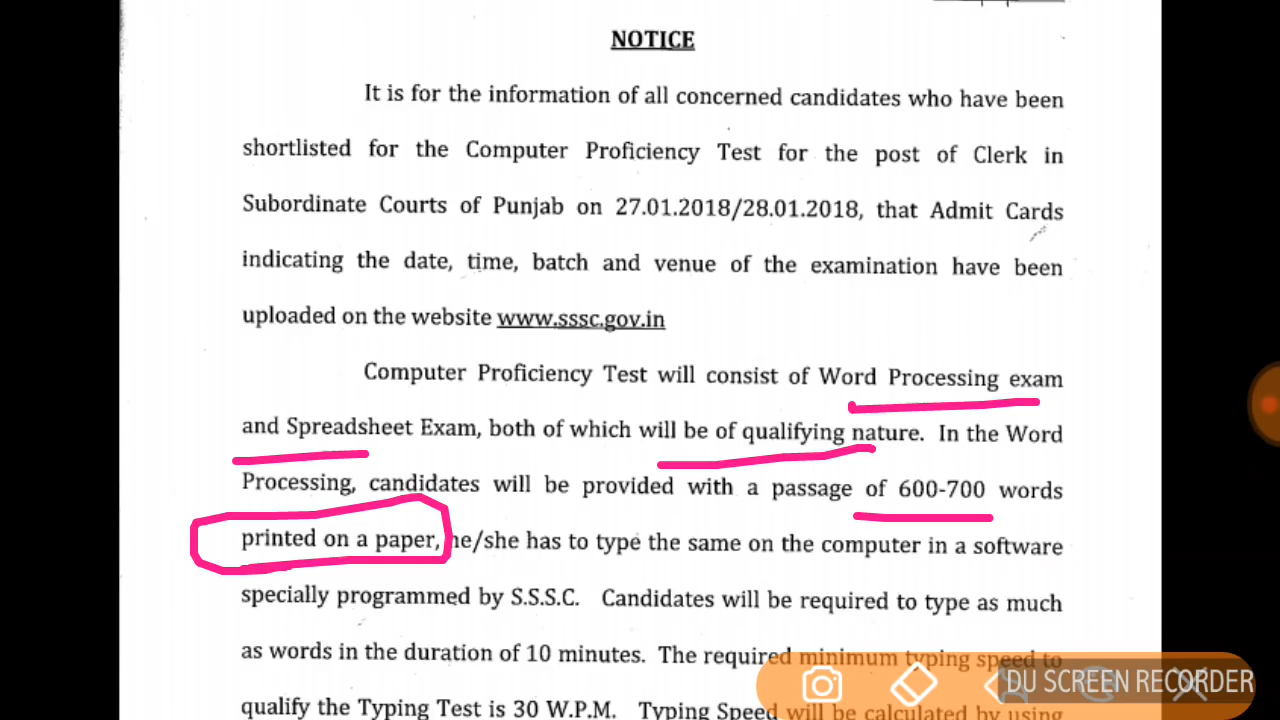 NOTICE
It is for the information of all concerned candidates who have been
shortlisted for the Computer Proficiency Test for the post of Clerk in
Subordinate Courts of Punjab on 27.01.2018/28.01.2018, that Admit Cards
indicating the date, time, batch and venue of the examination have been
uploaded on the website www.sssc.gov.in
Computer Proficiency Test will consist of Word Processing exam
and Spreadsheet Exam, both of which will be of qualifying nature. In the Word
Processing, candidates will be provided with a passage of 600-700 words
printed on a paper, he/she has to type the same on the computer in a software
specially programmed by S.S.S.C. Candidates will be required to type as much
as words in the duration of 10 minutes. The required minimum typing speed to
qualify the Typing Test is 30 W.P.M. Typing Speed will be calculated by using
DU SCREEN RECORDER